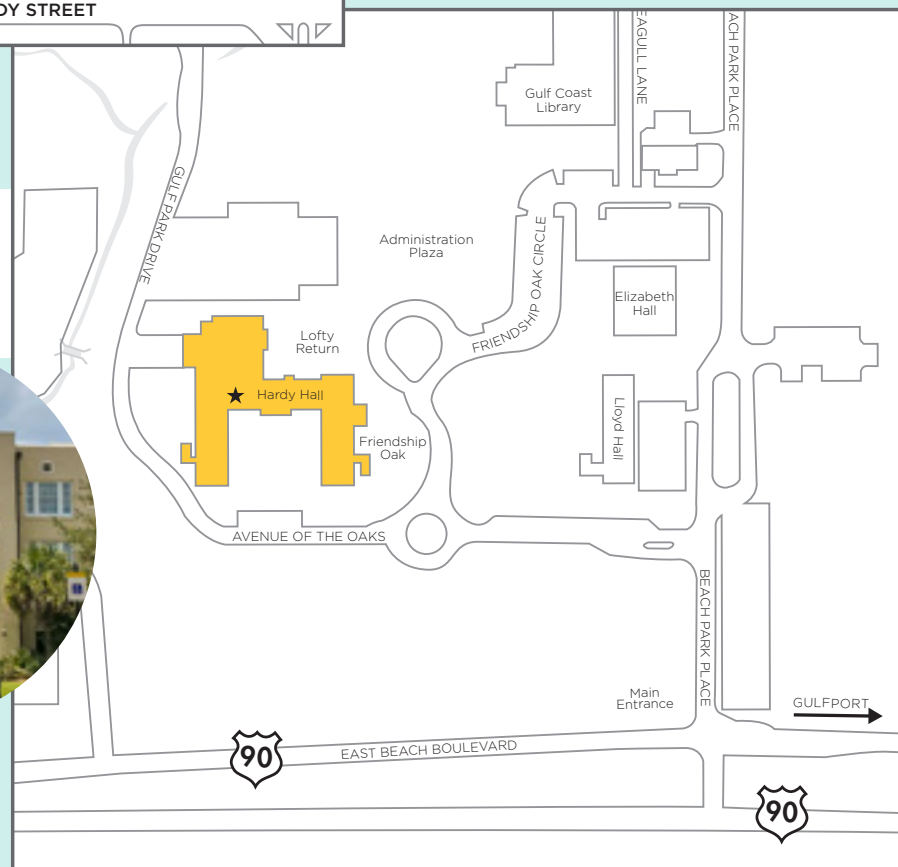 DY STREET
EAGULL LANE
ACH PARK PLACE
Gulf Coast
Library
GULF PARK DRIVE
Administration
Plaza
FRIENDSHIP OAK CIRCLE
Elizabeth
Hall
Lofty
Return
★ Hardy Hall
Lloyd Hall
Friendship
Oak
AVENUE OF THE OAKS
BEACH PARK PLACE
Main
Entrance
GULFPORT
90
EAST BEACH BOULEVARD
90